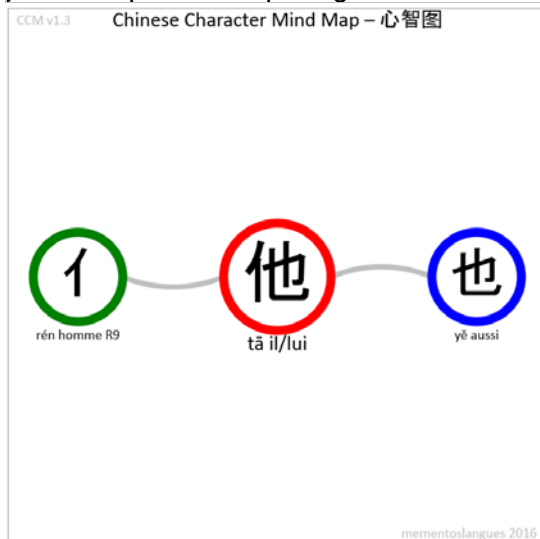 CCM v1.3
Chinese Character Mind Map – 心智图
亻
他
也
rén homme R9
tā il/lui
yě aussi
mementoslangues 2016